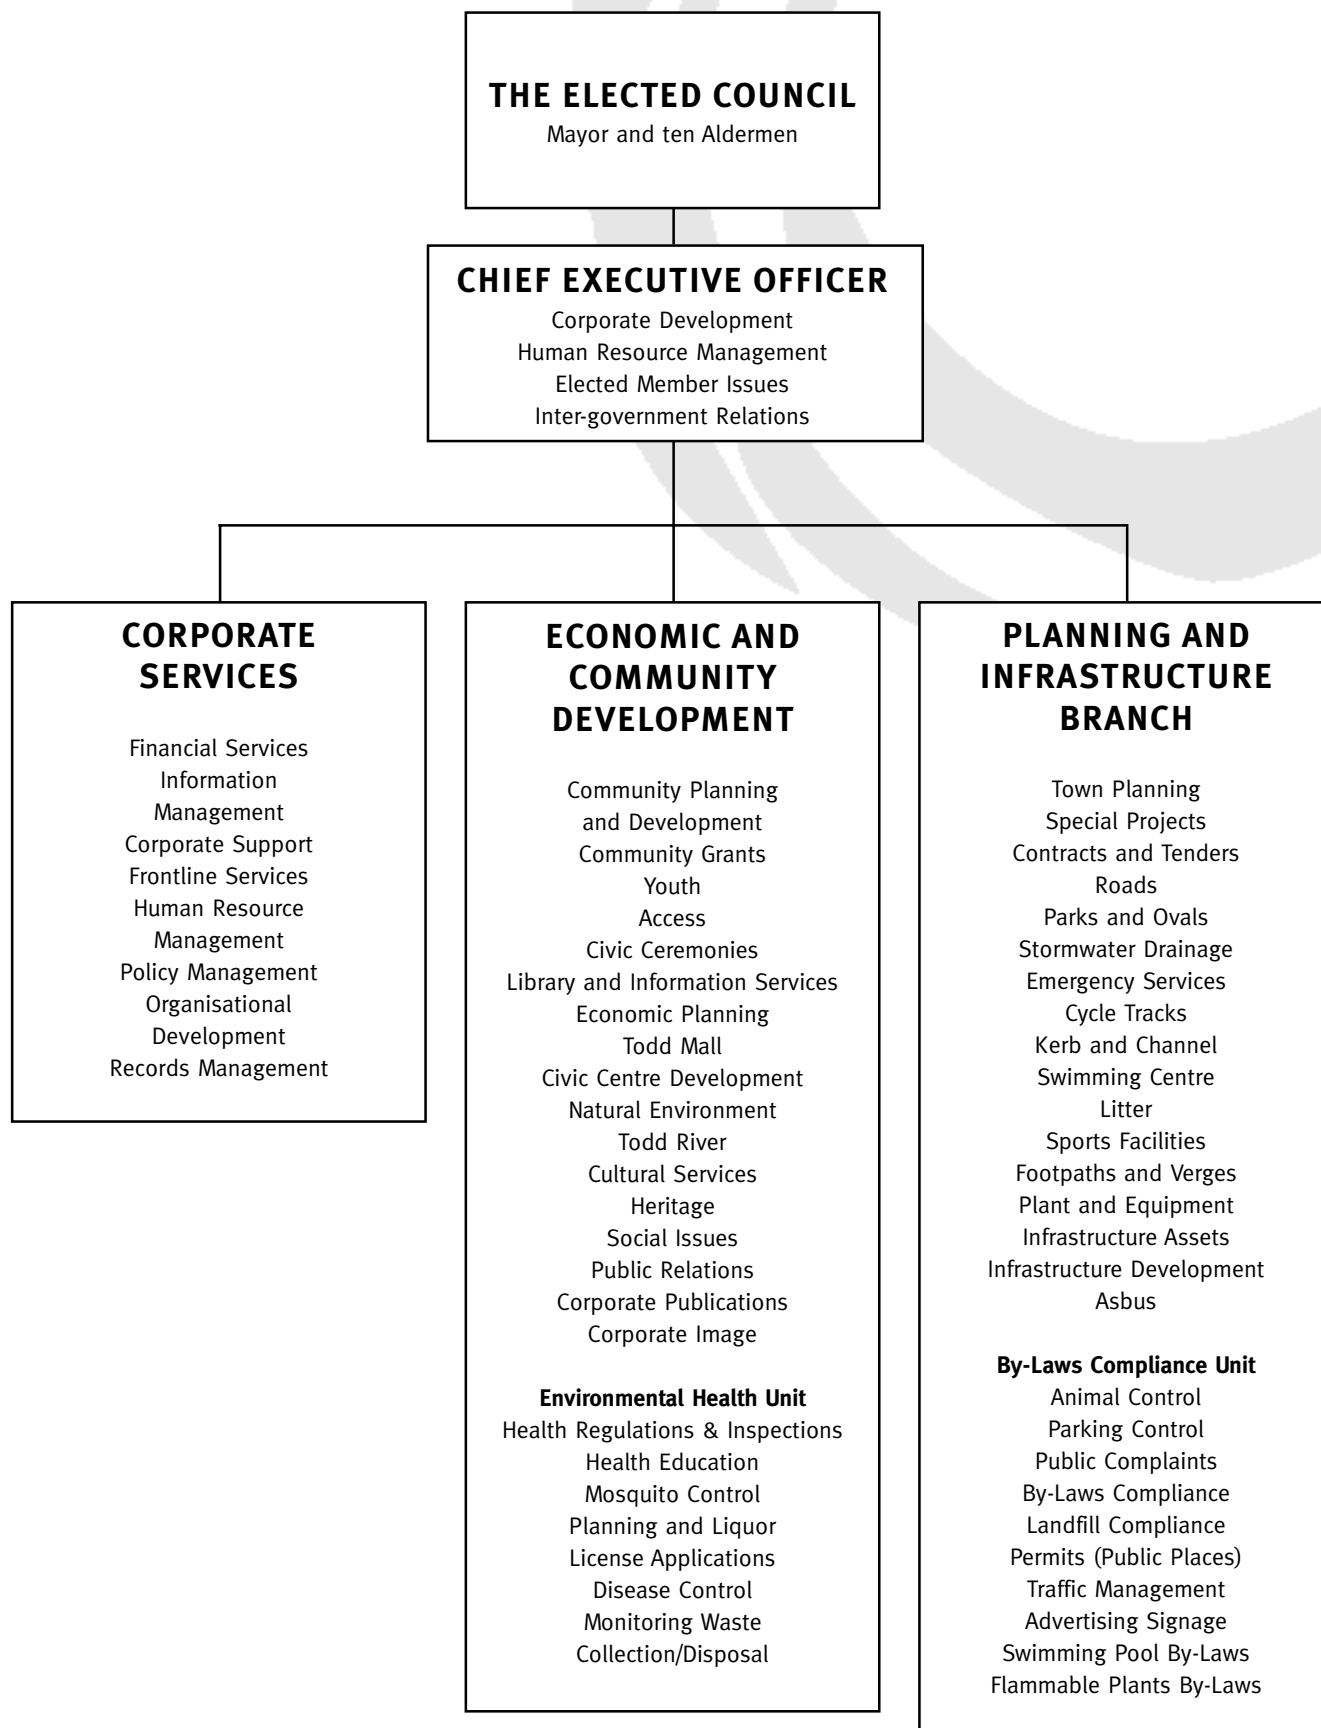 THE ELECTED COUNCIL
Mayor and ten Aldermen
CHIEF EXECUTIVE OFFICER
Corporate Development
Human Resource Management
Elected Member Issues
Inter-government Relations
CORPORATE
SERVICES
Financial Services
Information
Management
Corporate Support
Frontline Services
Human Resource
Management
Policy Management
Organisational
Development
Records Management
ECONOMIC AND
COMMUNITY
DEVELOPMENT
Community Planning
and Development
Community Grants
Youth
Access
Civic Ceremonies
Library and Information Services
Economic Planning
Todd Mall
Civic Centre Development
Natural Environment
Todd River
Cultural Services
Heritage
Social Issues
Public Relations
Corporate Publications
Corporate Image
Environmental Health Unit
Health Regulations & Inspections
Health Education
Mosquito Control
Planning and Liquor
License Applications
Disease Control
Monitoring Waste
Collection/Disposal
PLANNING AND
INFRASTRUCTURE
BRANCH
Town Planning
Special Projects
Contracts and Tenders
Roads
Parks and Ovals
Stormwater Drainage
Emergency Services
Cycle Tracks
Kerb and Channel
Swimming Centre
Litter
Sports Facilities
Footpaths and Verges
Plant and Equipment
Infrastructure Assets
Infrastructure Development
Asbus
By-Laws Compliance Unit
Animal Control
Parking Control
Public Complaints
By-Laws Compliance
Landfill Compliance
Permits (Public Places)
Traffic Management
Advertising Signage
Swimming Pool By-Laws
Flammable Plants By-Laws